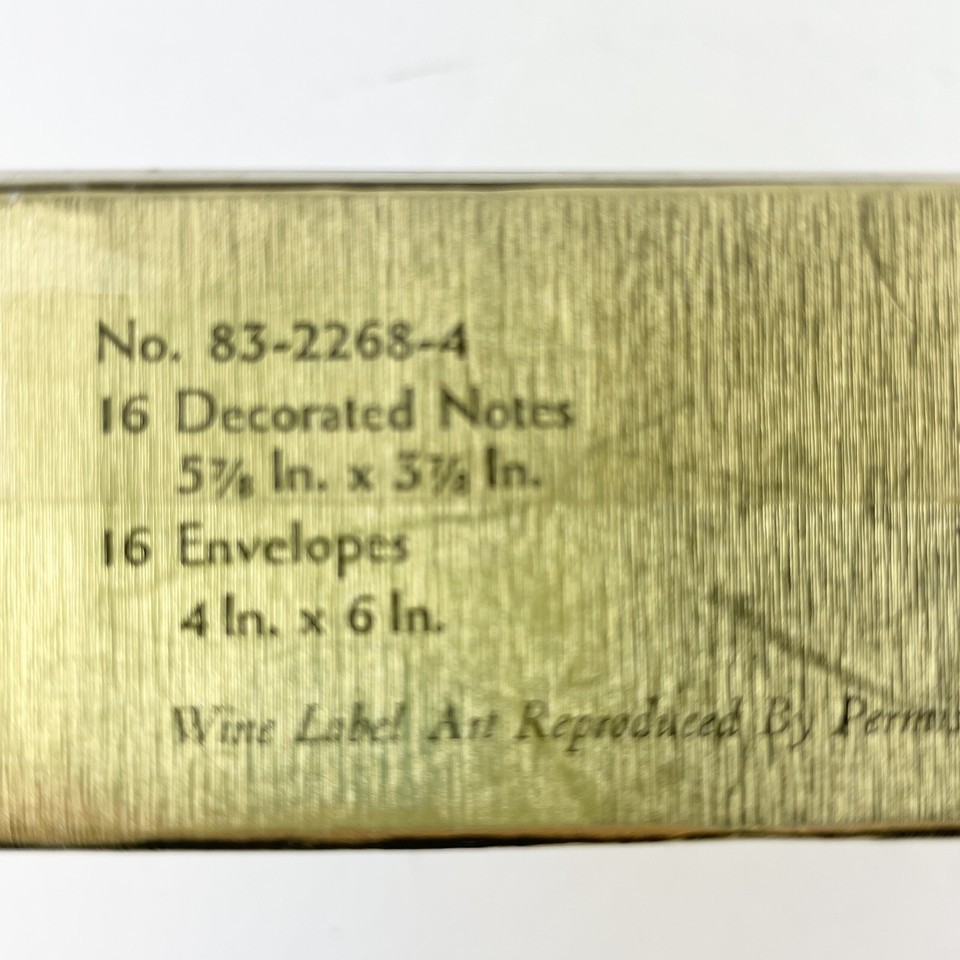 No. 83-2268-4
16 Decorated Notes
5⅞ In. x 3⅞ In.
16 Envelopes
4 In. x 6 In.
Wine Label Art Reproduced By Permis